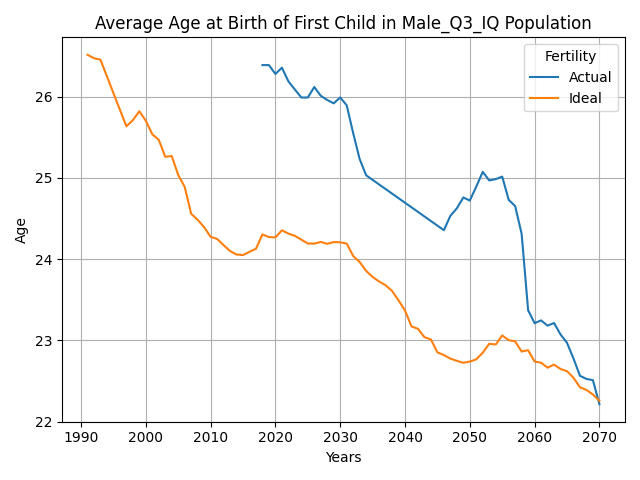 Average Age at Birth of First Child in Male_Q3_IQ Population
Fertility
Actual
Ideal
Age
26
25
24
23
22
1990
2000
2010
2020
2030
2040
2050
2060
2070
Years